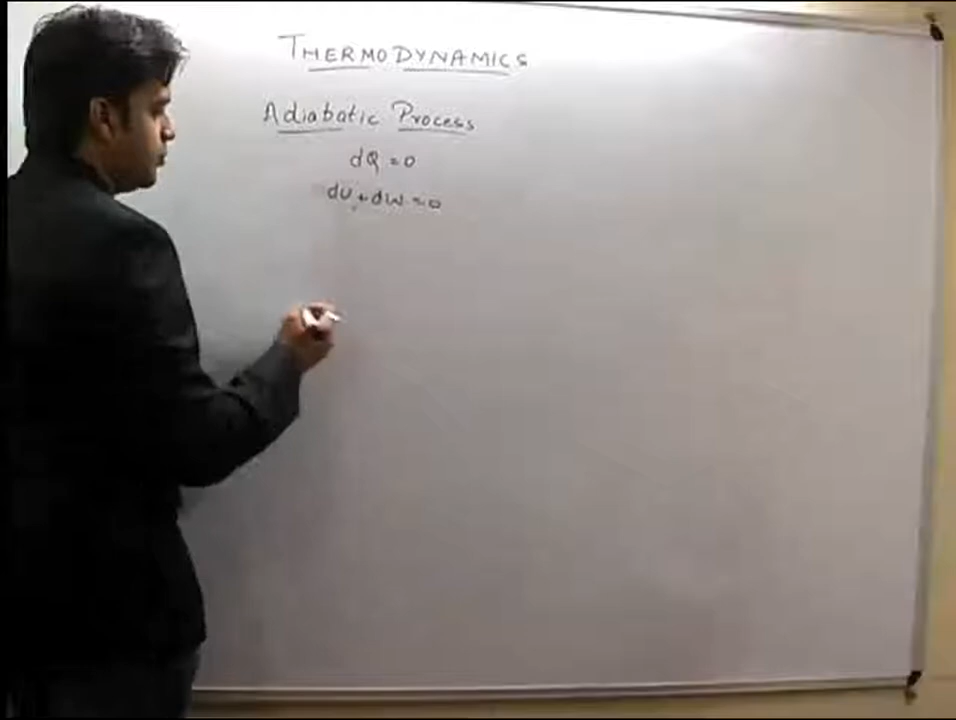 THERMODYNAMICS
Adiabatic Process
dQ = 0
dU + dW = 0